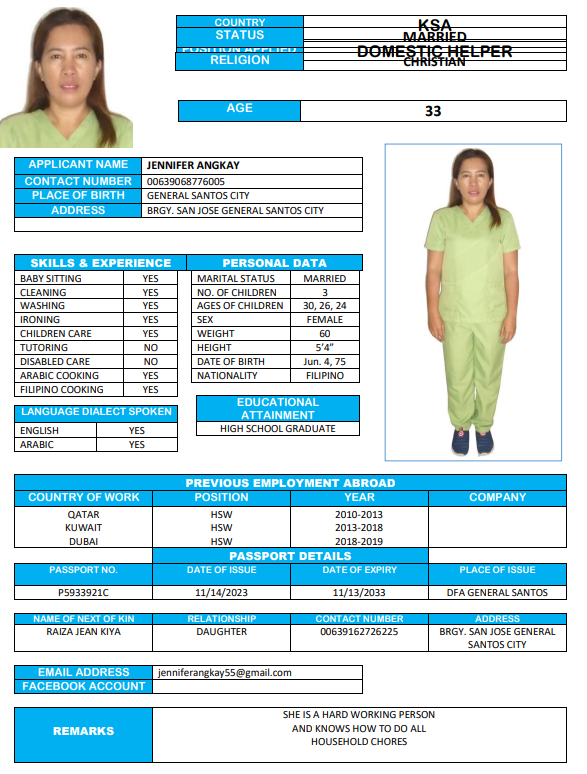 COUNTRY KSA
STATUS MARRIED
POSITION APPLIED DOMESTIC HELPER
RELIGION CHRISTIAN
AGE 33
APPLICANT NAME JENNIFER ANGKAY
CONTACT NUMBER 00639068776005
PLACE OF BIRTH GENERAL SANTOS CITY
ADDRESS BRGY. SAN JOSE GENERAL SANTOS CITY
SKILLS & EXPERIENCE PERSONAL DATA
BABY SITTING YES MARITAL STATUS MARRIED
CLEANING YES NO. OF CHILDREN 3
WASHING YES AGES OF CHILDREN 30, 26, 24
IRONING YES SEX FEMALE
CHILDREN CARE YES WEIGHT 60
TUTORING NO HEIGHT 5’4”
DISABLED CARE NO DATE OF BIRTH Jun. 4, 75
ARABIC COOKING YES NATIONALITY FILIPINO
FILIPINO COOKING YES
LANGUAGE DIALECT SPOKEN
ENGLISH YES
ARABIC YES
EDUCATIONAL
ATTAINMENT
HIGH SCHOOL GRADUATE
PREVIOUS EMPLOYMENT ABROAD
COUNTRY OF WORK POSITION YEAR COMPANY
QATAR HSW 2010-2013
KUWAIT HSW 2013-2018
DUBAI HSW 2018-2019
PASSPORT DETAILS
PASSPORT NO. DATE OF ISSUE DATE OF EXPIRY PLACE OF ISSUE
P5933921C 11/14/2023 11/13/2033 DFA GENERAL SANTOS
NAME OF NEXT OF KIN RELATIONSHIP CONTACT NUMBER ADDRESS
RAIZA JEAN KIYA DAUGHTER 00639162726225 BRGY. SAN JOSE GENERAL
SANTOS CITY
EMAIL ADDRESS jenniferangkay55@gmail.com
FACEBOOK ACCOUNT
REMARKS
SHE IS A HARD WORKING PERSON
AND KNOWS HOW TO DO ALL
HOUSEHOLD CHORES